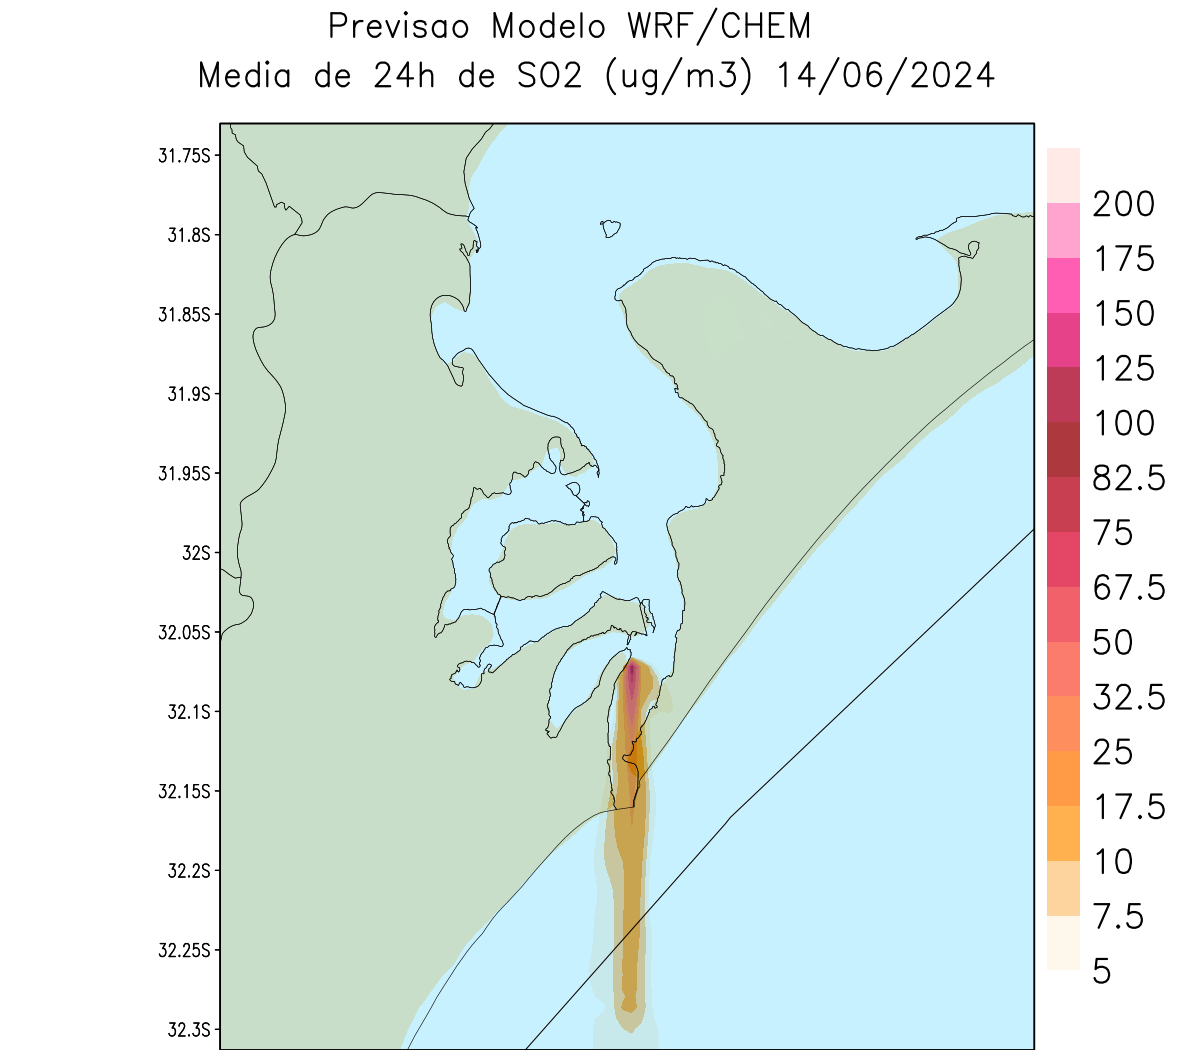 Previsao Modelo WRF/CHEM
Media de 24h de SO2 (ug/m3) 14/06/2024
31.75S
31.8S
31.85S
31.9S
31.95S
32S
32.05S
32.1S
32.15S
32.2S
32.25S
32.3S
200
175
150
125
100
82.5
75
67.5
50
32.5
25
17.5
10
7.5
5